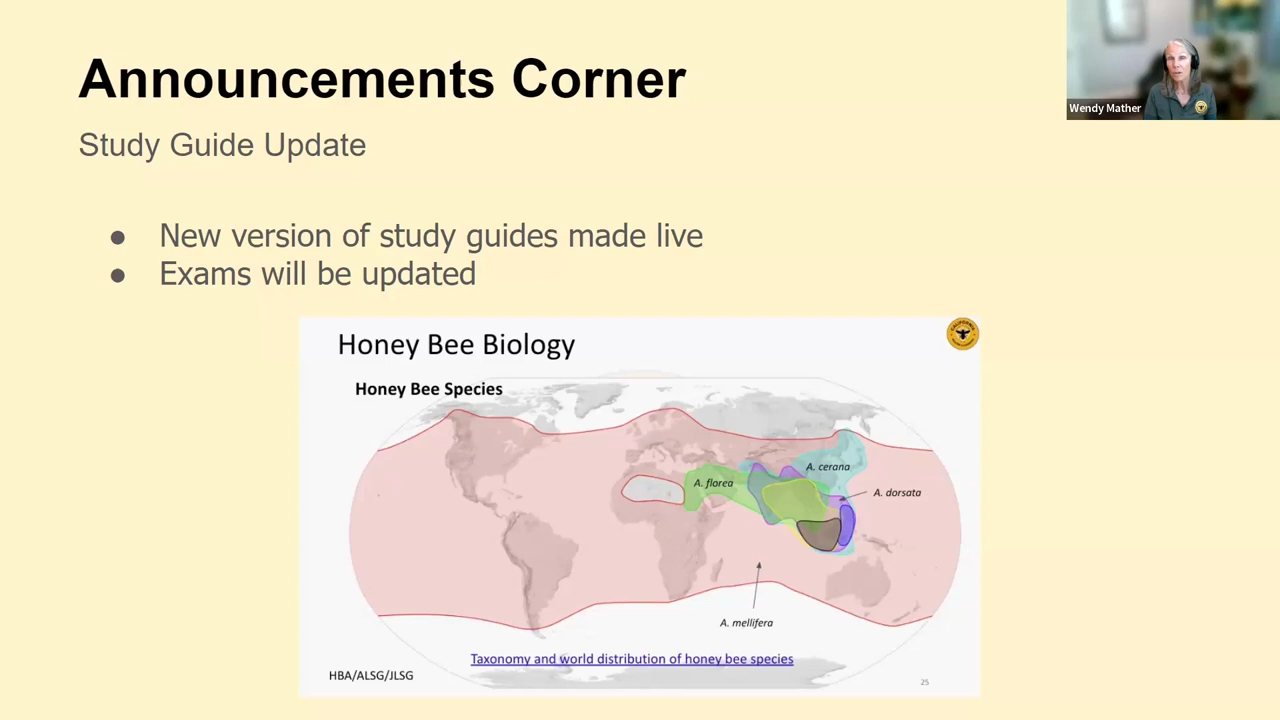 Announcements Corner
Wendy Mather
Study Guide Update
● New version of study guides made live
● Exams will be updated
Honey Bee Biology
CALIFORNIA
Honey Bee Species
A. cerana
A. florea
A. dorsata
A. mellifera
Taxonomy and world distribution of honey bee species
HBA/ALSG/JLSG
25